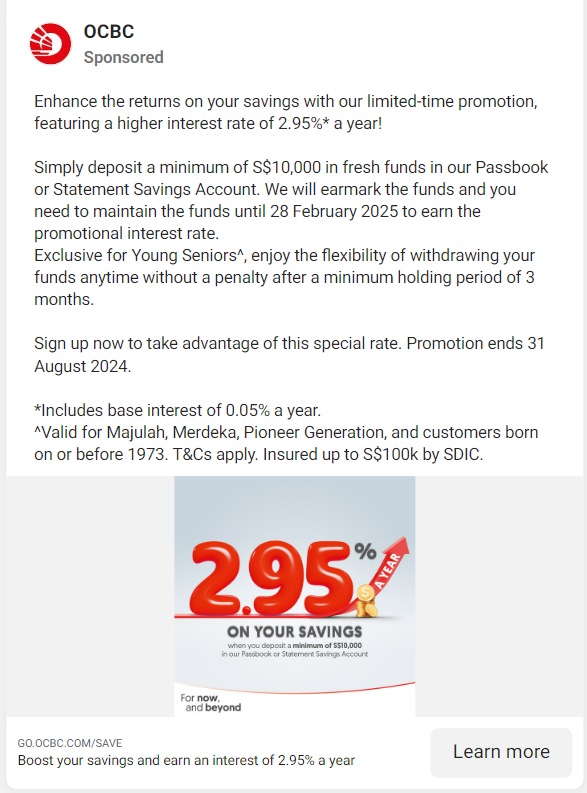 OCBC
Sponsored
Enhance the returns on your savings with our limited-time promotion,
featuring a higher interest rate of 2.95%* a year!
Simply deposit a minimum of S$10,000 in fresh funds in our Passbook
or Statement Savings Account. We will earmark the funds and you
need to maintain the funds until 28 February 2025 to earn the
promotional interest rate.
Exclusive for Young Seniors^, enjoy the flexibility of withdrawing your
funds anytime without a penalty after a minimum holding period of 3
months.
Sign up now to take advantage of this special rate. Promotion ends 31
August 2024.
*Includes base interest of 0.05% a year.
^Valid for Majulah, Merdeka, Pioneer Generation, and customers born
on or before 1973. T&Cs apply. Insured up to S$100k by SDIC.
2.95%
A YEAR
$
ON YOUR SAVINGS
when you deposit a minimum of S$10,000
in our Passbook or Statement Savings Account
For now,
and beyond
GO.OCBC.COM/SAVE
Boost your savings and earn an interest of 2.95% a year
Learn more